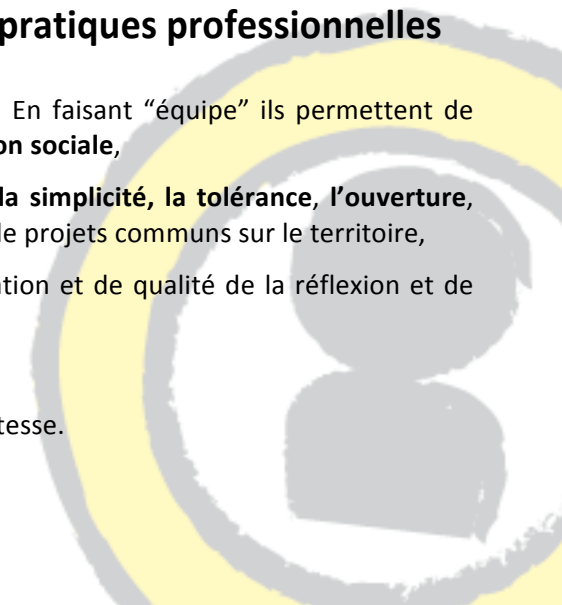 pratiques professionnelles
En faisant “équipe” ils permettent de
on sociale,
la simplicité, la tolérance, l’ouverture,
le projets communs sur le territoire,
ation et de qualité de la réflexion et de
tesse.